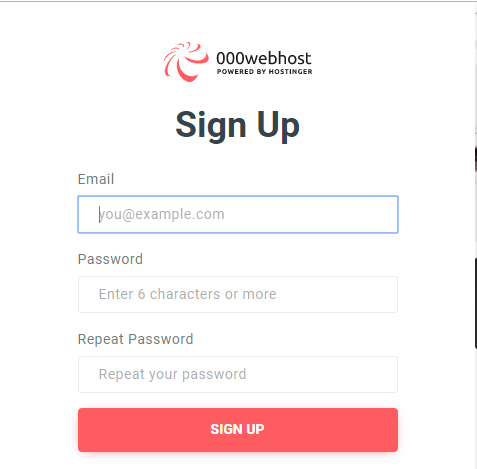 000webhost
POWERED BY HOSTINGER
Sign Up
Email
you@example.com
Password
Enter 6 characters or more
Repeat Password
Repeat your password
SIGN UP